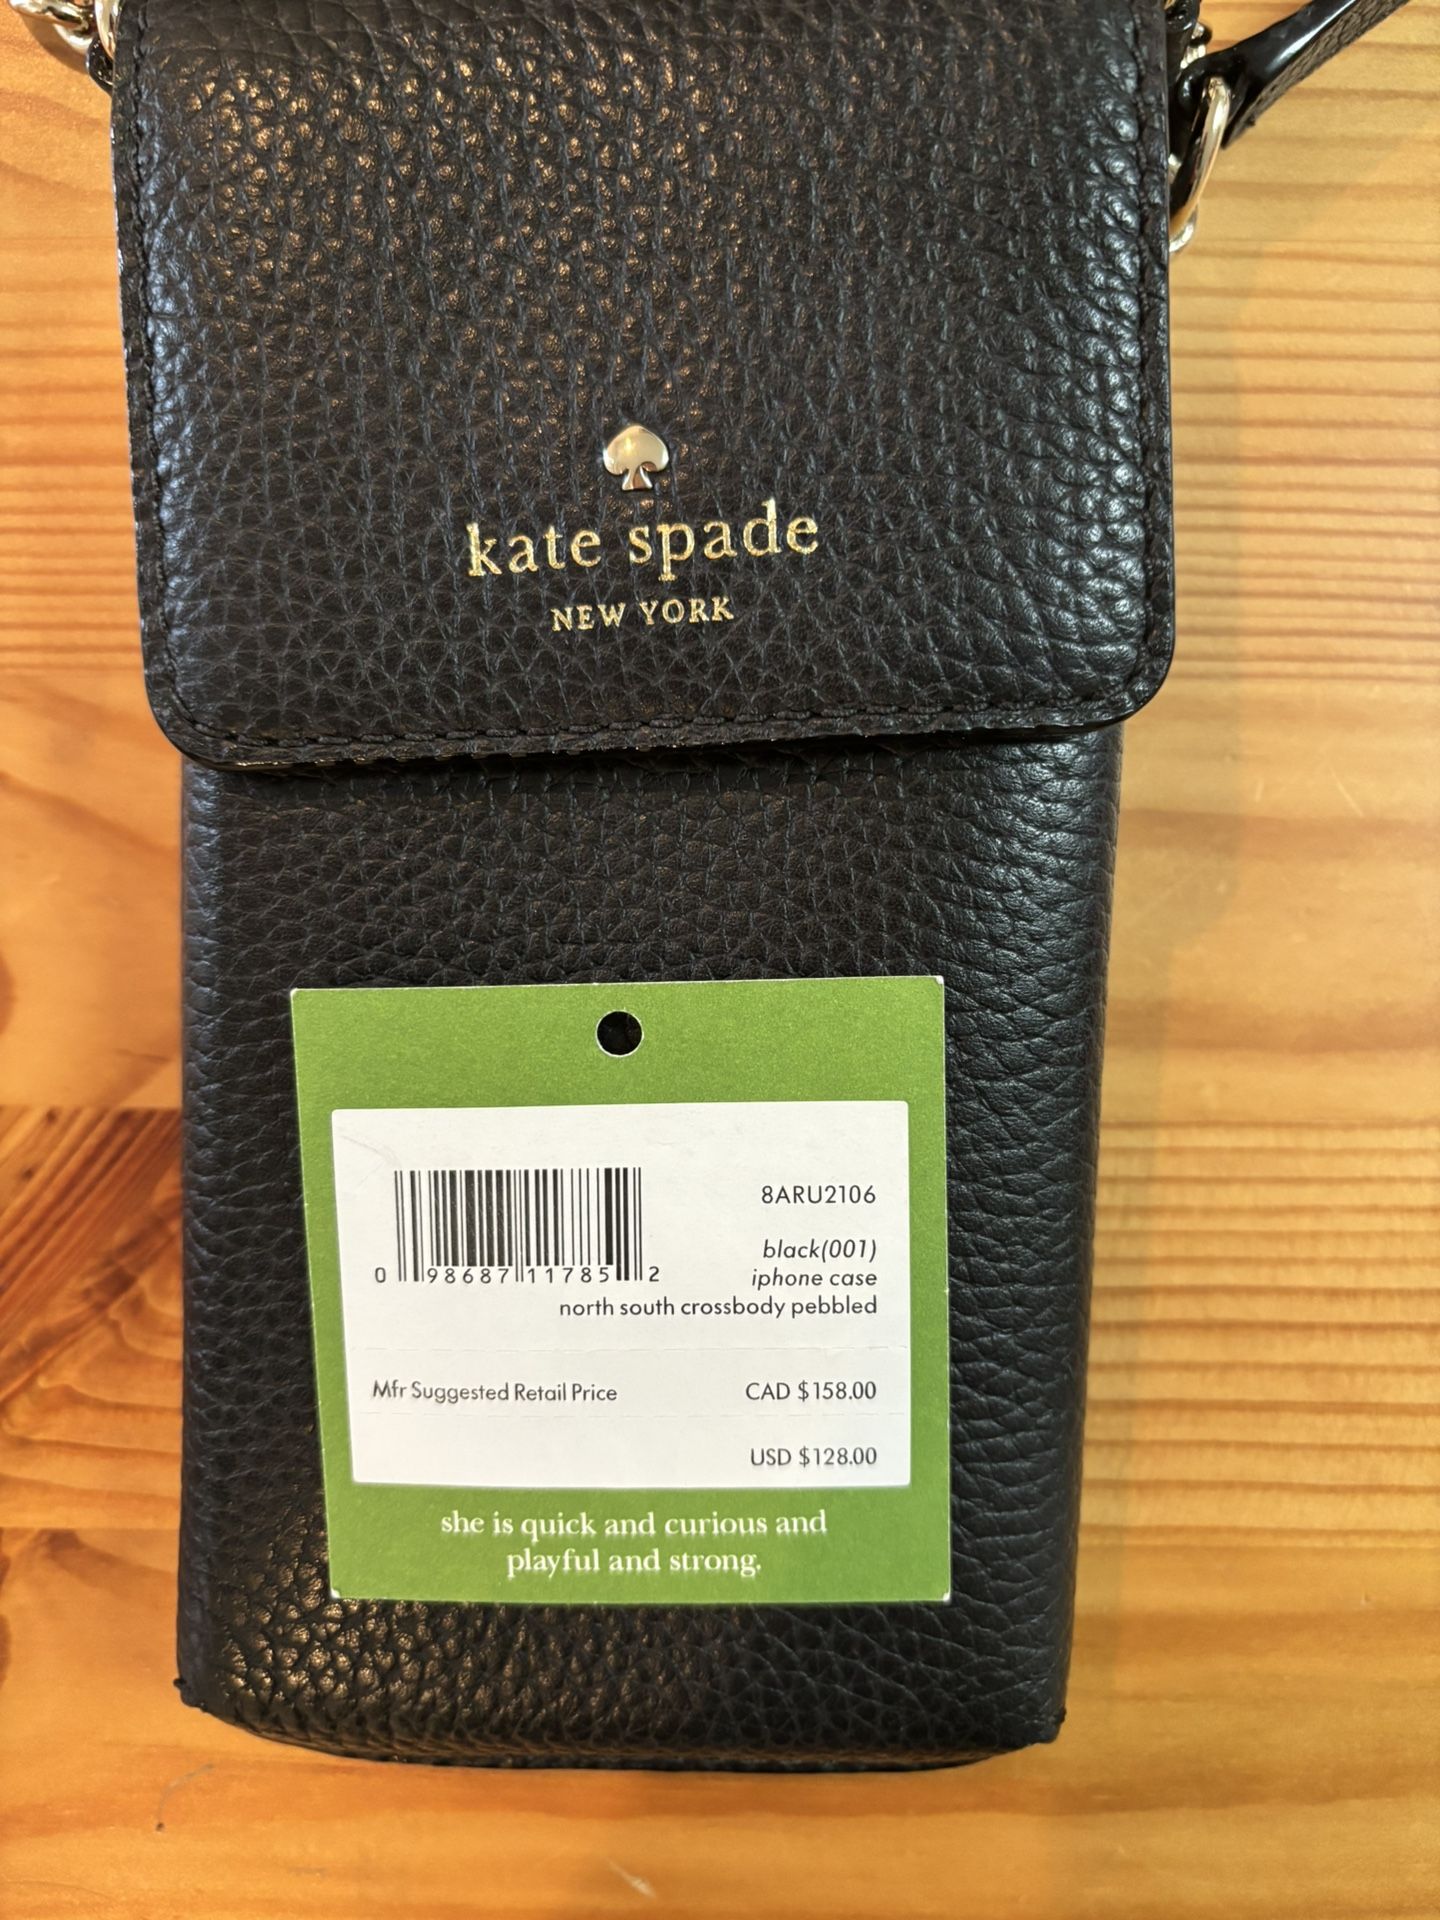 kate spade
NEW YORK
8ARU2106
black(001)
0 98687 11785 2
iphone case
north south crossbody pebbled
Mfr Suggested Retail Price CAD $158.00
USD $128.00
she is quick and curious and
playful and strong.